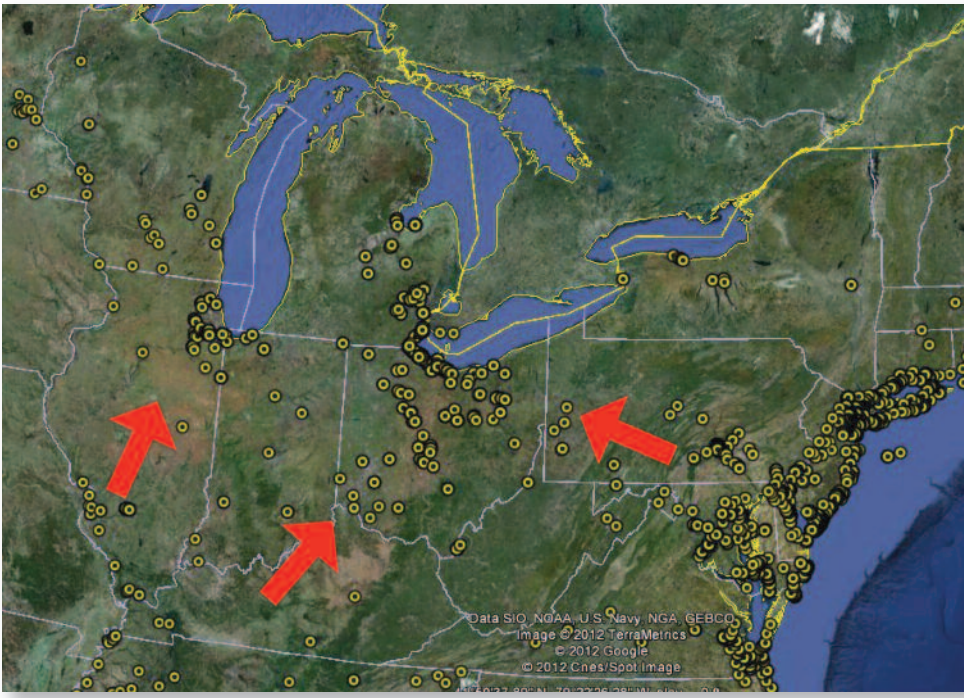 Data SIO, NOAA, U.S. Navy, NGA, GEBCO
Image © 2012 TerraMetrics
© 2012 Google
© 2012 Cnes/Spot Image